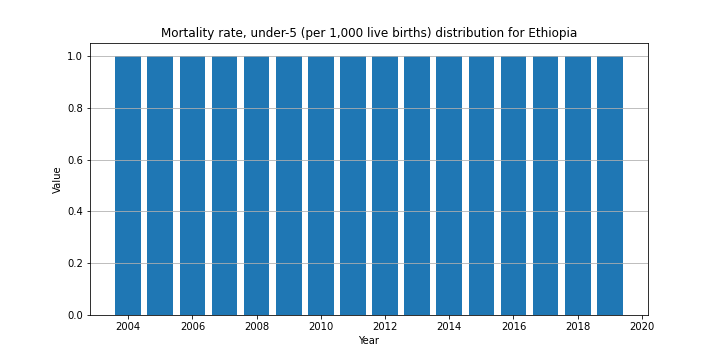 Mortality rate, under-5 (per 1,000 live births) distribution for Ethiopia
1.0
0.8
0.6
0.4
0.2
0.0
Value
2004 2006 2008 2010 2012 2014 2016 2018 2020
Year